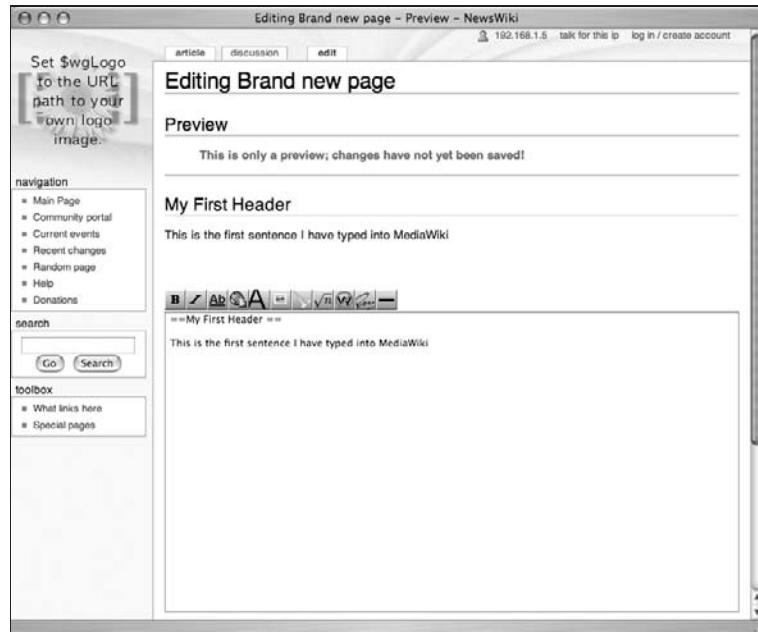 Editing Brand new page – Preview – NewsWiki
192.168.1.5 talk for this ip log in / create account
article discussion edit
Set $wgLogo
to the URL
path to your
own logo
image.
Editing Brand new page
Preview
This is only a preview; changes have not yet been saved!
navigation
Main Page
Community portal
Current events
Recent changes
Random page
Help
Donations
search
Go Search
toolbox
What links here
Special pages
My First Header
This is the first sentence I have typed into MediaWiki
B I Ab A √n W
==My First Header ==
This is the first sentence I have typed into MediaWiki